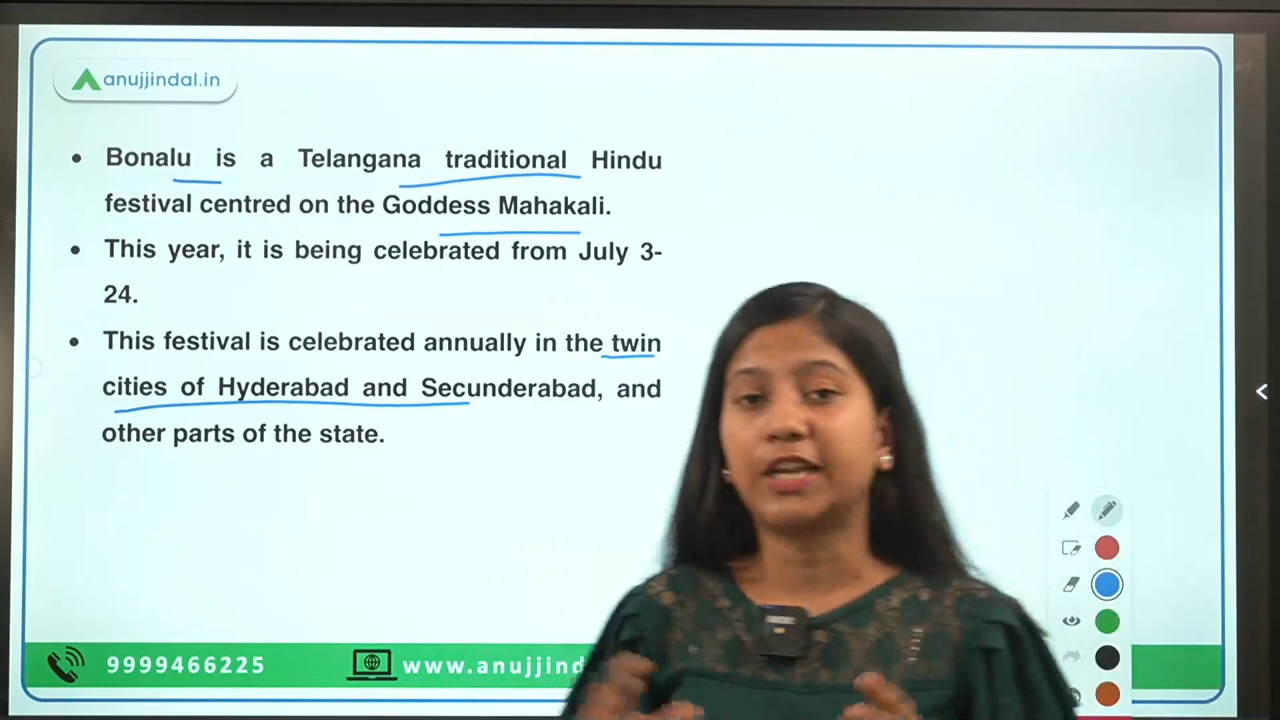 anujjindal.in
• Bonalu is a Telangana traditional Hindu
festival centred on the Goddess Mahakali.
• This year, it is being celebrated from July 3-
24.
• This festival is celebrated annually in the twin
cities of Hyderabad and Secunderabad, and
other parts of the state.
9999466225
www.anujjind